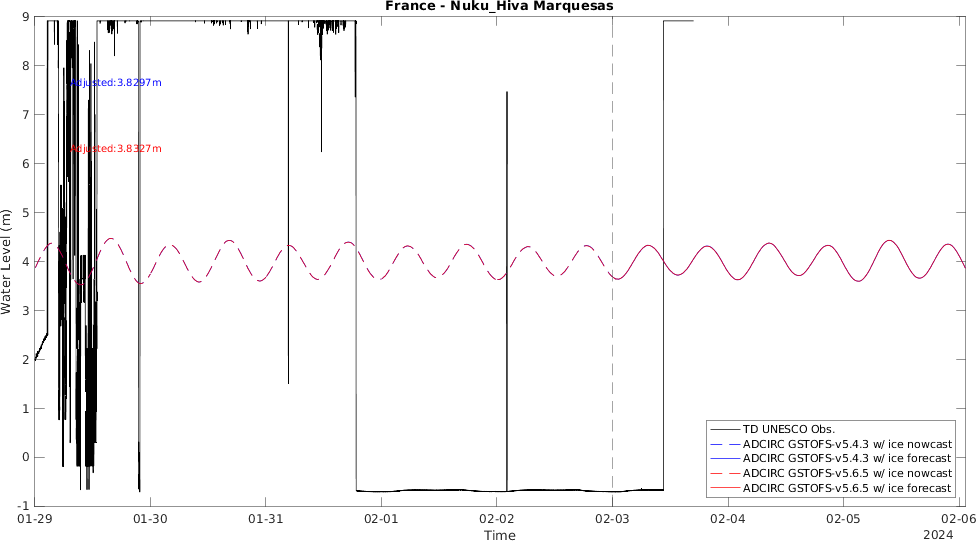 France - Nuku_Hiva Marquesas
9
8
7
6
5
4
3
2
1
0
-1
Water Level (m)
Adjusted:3.8297m
Adjusted:3.8327m
TD UNESCO Obs.
ADCIRC GSTOFS-v5.4.3 w/ ice nowcast
ADCIRC GSTOFS-v5.4.3 w/ ice forecast
ADCIRC GSTOFS-v5.6.5 w/ ice nowcast
ADCIRC GSTOFS-v5.6.5 w/ ice forecast
01-29 01-30 01-31 02-01 02-02 02-03 02-04 02-05 02-06
Time 2024